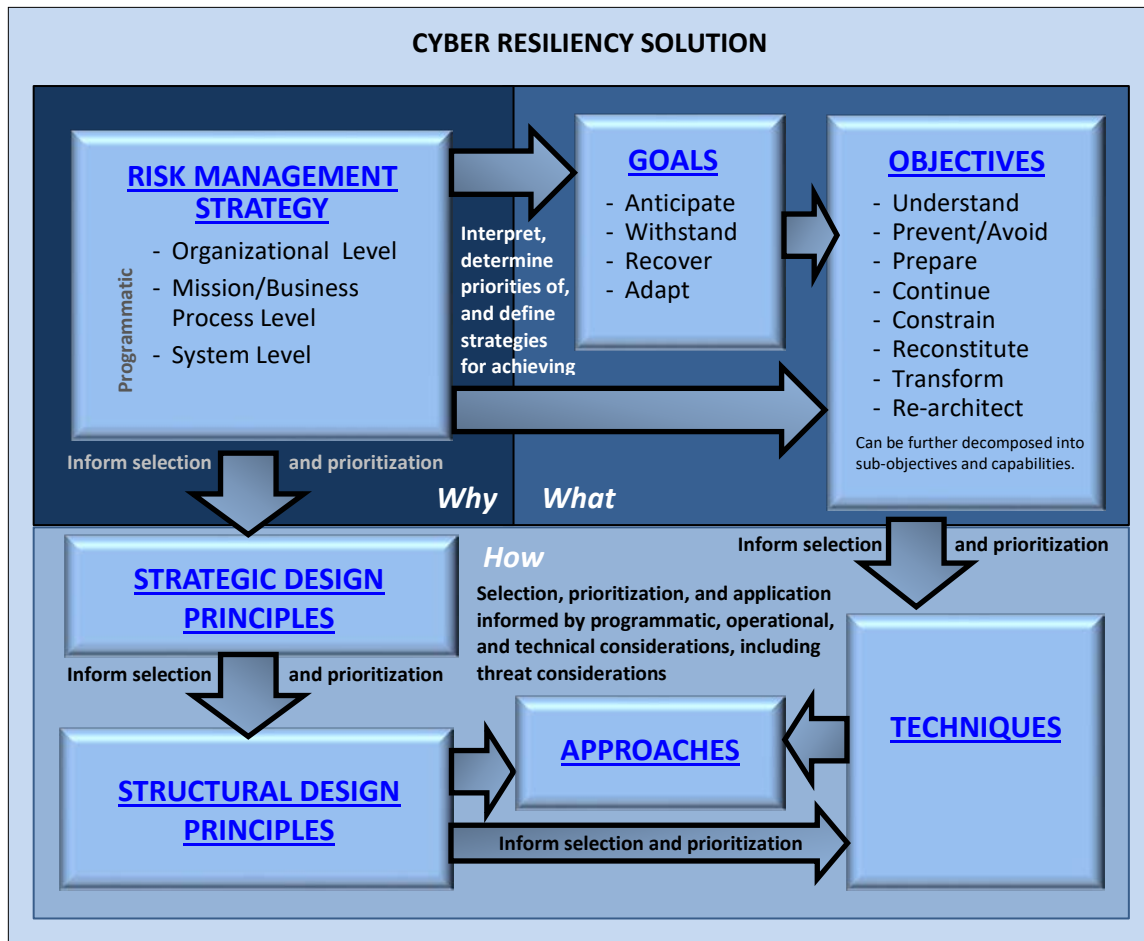 CYBER RESILIENCY SOLUTION
RISK MANAGEMENT
STRATEGY
- Organizational Level
- Mission/Business
Process Level
- System Level
Programmatic
Interpret,
determine
priorities of,
and define
strategies
for achieving
GOALS
- Anticipate
- Withstand
- Recover
- Adapt
OBJECTIVES
- Understand
- Prevent/Avoid
- Prepare
- Continue
- Constrain
- Reconstitute
- Transform
- Re-architect
Can be further decomposed into
sub-objectives and capabilities.
Inform selection and prioritization
Why
What
STRATEGIC DESIGN
PRINCIPLES
Inform selection and prioritization
How
Selection, prioritization, and application
informed by programmatic, operational,
and technical considerations, including
threat considerations
Inform selection and prioritization
STRUCTURAL DESIGN
PRINCIPLES
APPROACHES
TECHNIQUES
Inform selection and prioritization